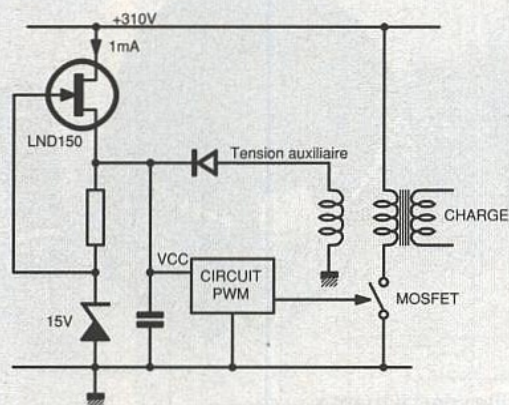 +310V
1mA
LND150
Tension auxiliaire
CHARGE
VCC
CIRCUIT
PWM
MOSFET
15V